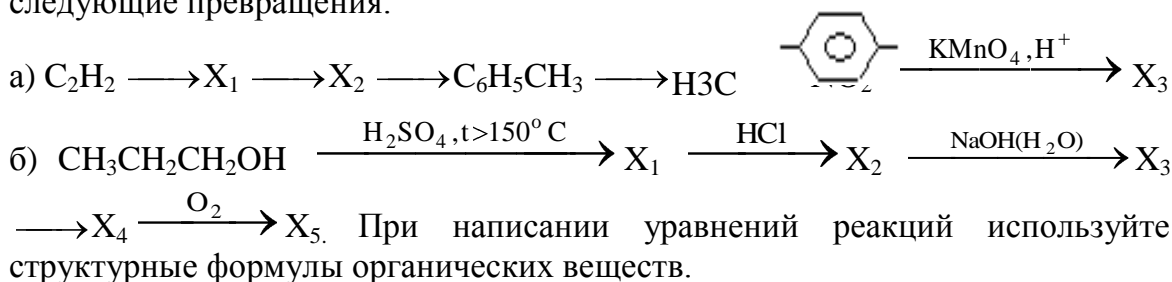 следующие превращения:
а) C₂H₂ ⟶ X₁ ⟶ X₂ ⟶ C₆H₅CH₃ ⟶ H3C NO₂ KMnO₄,H⁺ ⟶ X₃
б) CH₃CH₂CH₂OH H₂SO₄,t>150° C ⟶ X₁ HCl ⟶ X₂ NaOH(H₂O) ⟶ X₃
⟶ X₄ O₂ ⟶ X₅. При написании уравнений реакций используйте
структурные формулы органических веществ.